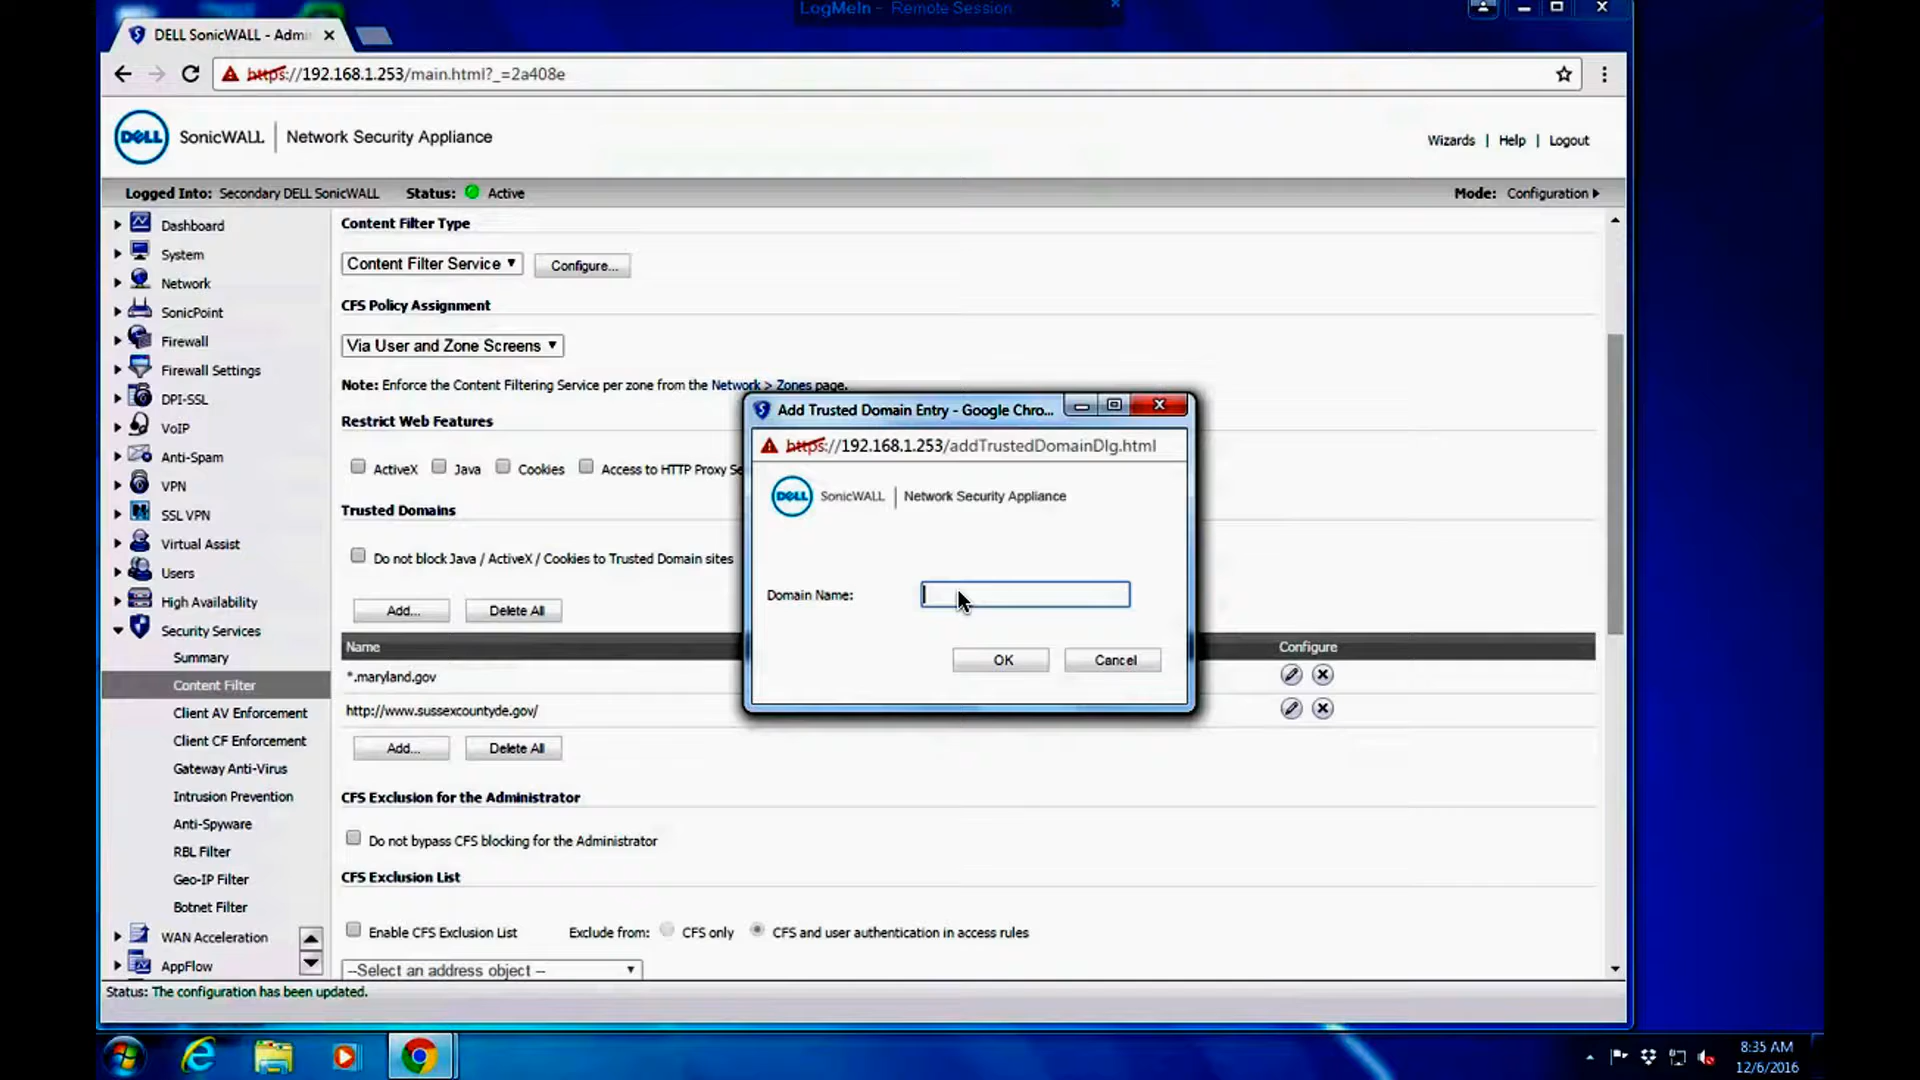 LogMeIn - Remote Session
DELL SonicWALL - Admi
https://192.168.1.253/main.html?_=2a408e
DELL SonicWALL | Network Security Appliance
Wizards | Help | Logout
Logged Into: Secondary DELL SonicWALL Status: Active
Mode: Configuration
Dashboard
System
Network
SonicPoint
Firewall
Firewall Settings
DPI-SSL
VoIP
Anti-Spam
VPN
SSL VPN
Virtual Assist
Users
High Availability
Security Services
Summary
Content Filter
Client AV Enforcement
Client CF Enforcement
Gateway Anti-Virus
Intrusion Prevention
Anti-Spyware
RBL Filter
Geo-IP Filter
Botnet Filter
WAN Acceleration
AppFlow
Content Filter Type
Content Filter Service Configure...
CFS Policy Assignment
Via User and Zone Screens
Note: Enforce the Content Filtering Service per zone from the Network > Zones page.
Restrict Web Features
ActiveX Java Cookies Access to HTTP Proxy Se
Trusted Domains
Do not block Java / ActiveX / Cookies to Trusted Domain sites
Add... Delete All
Name Configure
*.maryland.gov
http://www.sussexcountyde.gov/
Add... Delete All
CFS Exclusion for the Administrator
Do not bypass CFS blocking for the Administrator
CFS Exclusion List
Enable CFS Exclusion List Exclude from: CFS only CFS and user authentication in access rules
--Select an address object --
Add Trusted Domain Entry - Google Chro...
https://192.168.1.253/addTrustedDomainDlg.html
DELL SonicWALL | Network Security Appliance
Domain Name:
OK Cancel
Status: The configuration has been updated.
8:35 AM
12/6/2016